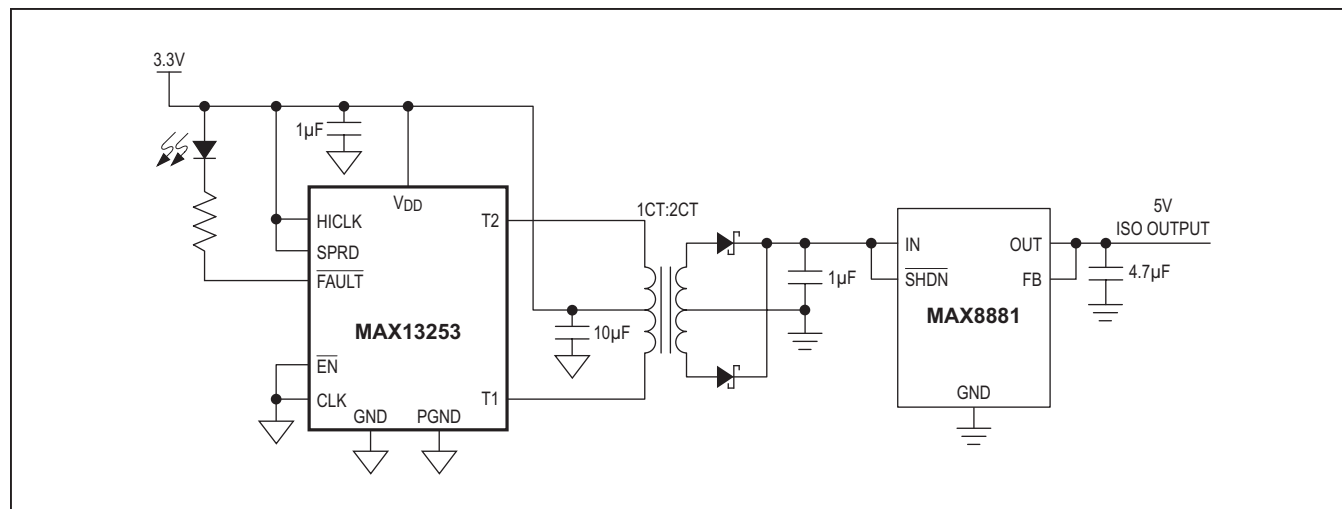 3.3V
1µF
VDD
HICLK
SPRD
FAULT
MAX13253
EN
CLK
GND
PGND
T2
T1
10µF
1CT:2CT
1µF
IN
SHDN
OUT
FB
MAX8881
GND
5V
ISO OUTPUT
4.7µF